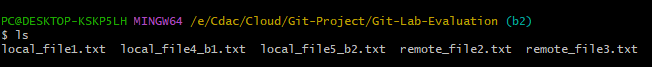 PC@DESKTOP-KSKP5LH MINGW64 /e/Cdac/Cloud/Git-Project/Git-Lab-Evaluation (b2)
$ ls
local_file1.txt  local_file4_b1.txt  local_file5_b2.txt  remote_file2.txt  remote_file3.txt